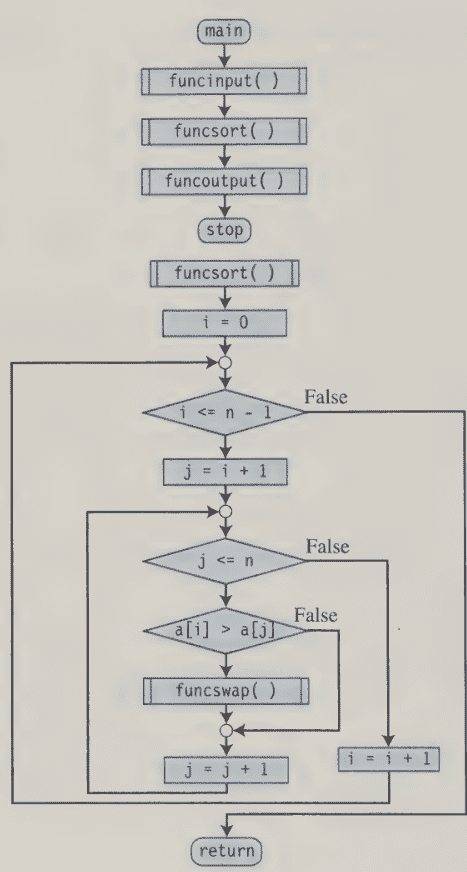 main
funcinput( )
funcsort( )
funcoutput( )
stop
funcsort( )
i = 0
False
i <= n - 1
j = i + 1
False
j <= n
False
a[i] > a[j]
funcswap( )
j = j + 1
i = i + 1
return